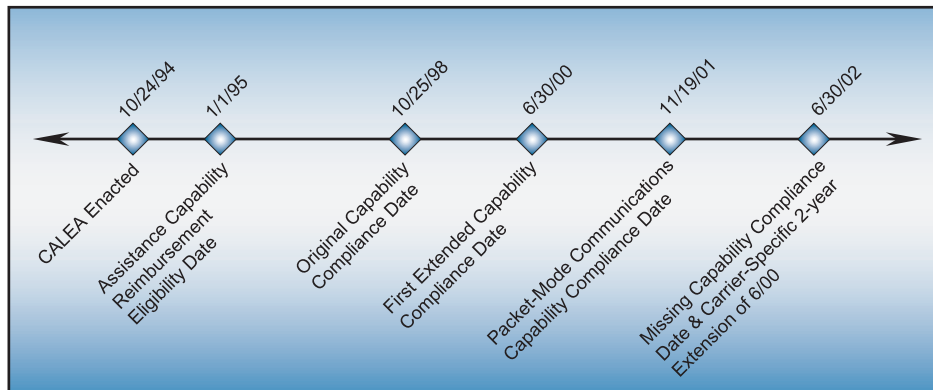 10/24/94
CALEA Enacted
1/1/95
Assistance Capability
Reimbursement
Eligibility Date
10/25/98
Original Capability
Compliance Date
6/30/00
First Extended Capability
Compliance Date
11/19/01
Packet-Mode Communications
Capability Compliance Date
6/30/02
Missing Capability Compliance
Date & Carrier-Specific 2-year
Extension of 6/00